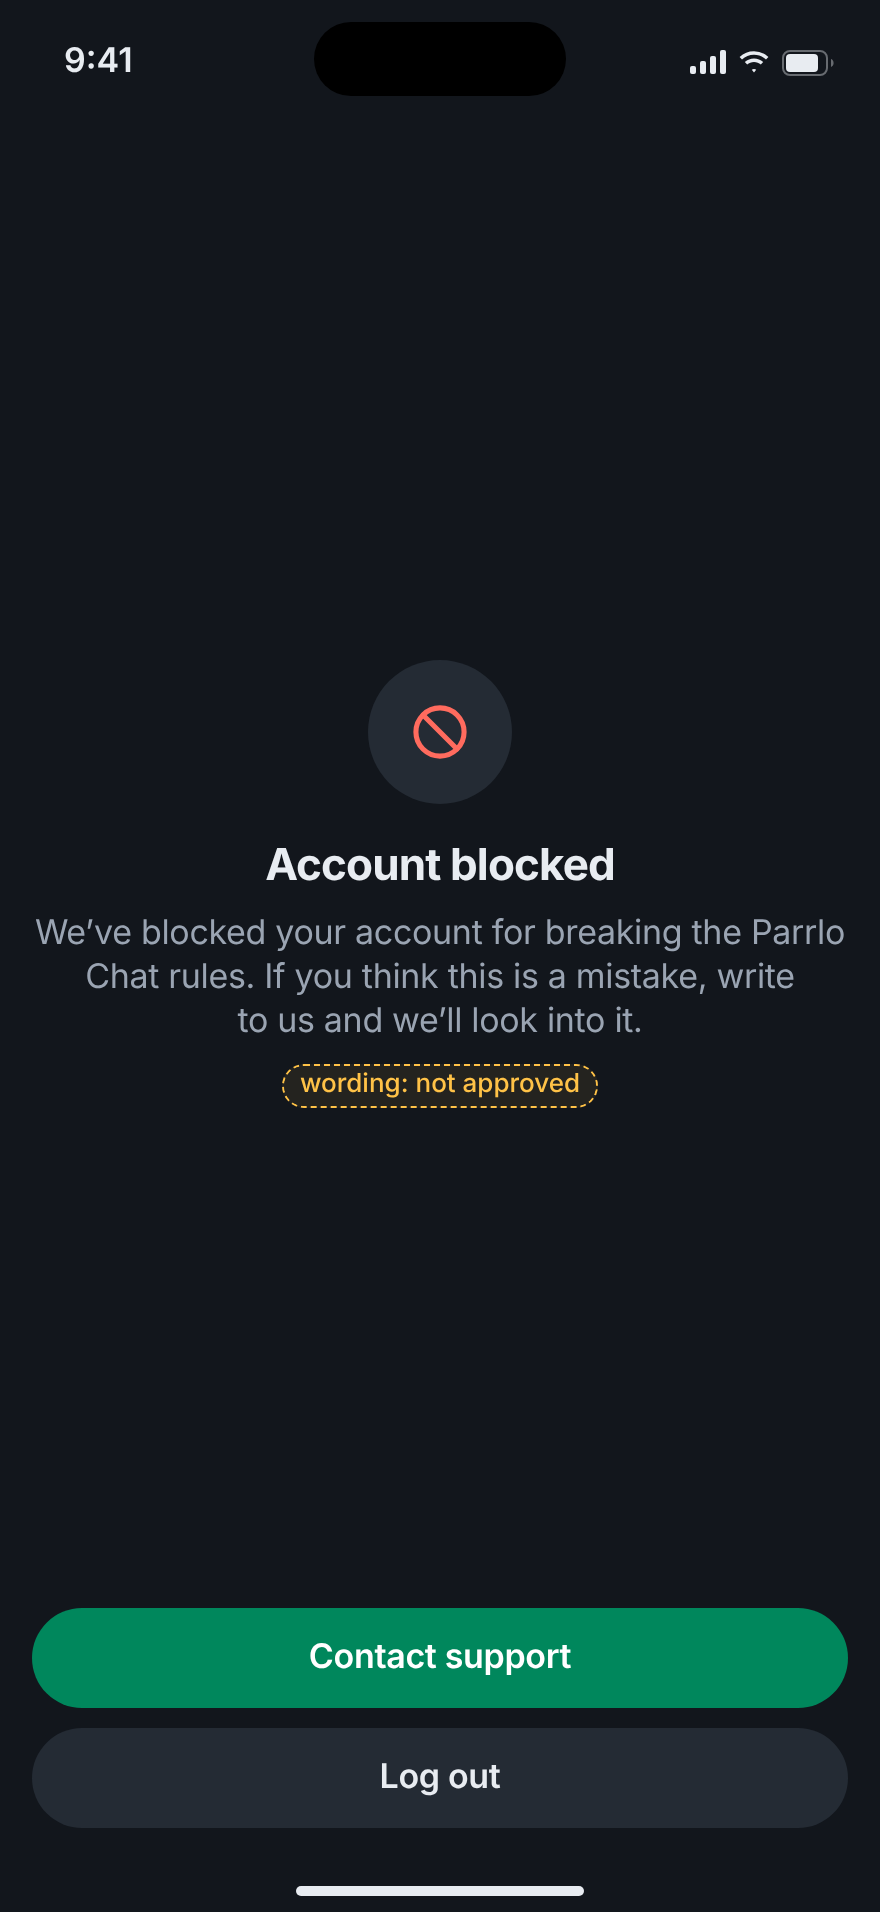 9:41
Account blocked
We’ve blocked your account for breaking the Parrlo
Chat rules. If you think this is a mistake, write
to us and we’ll look into it.
wording: not approved
Contact support
Log out